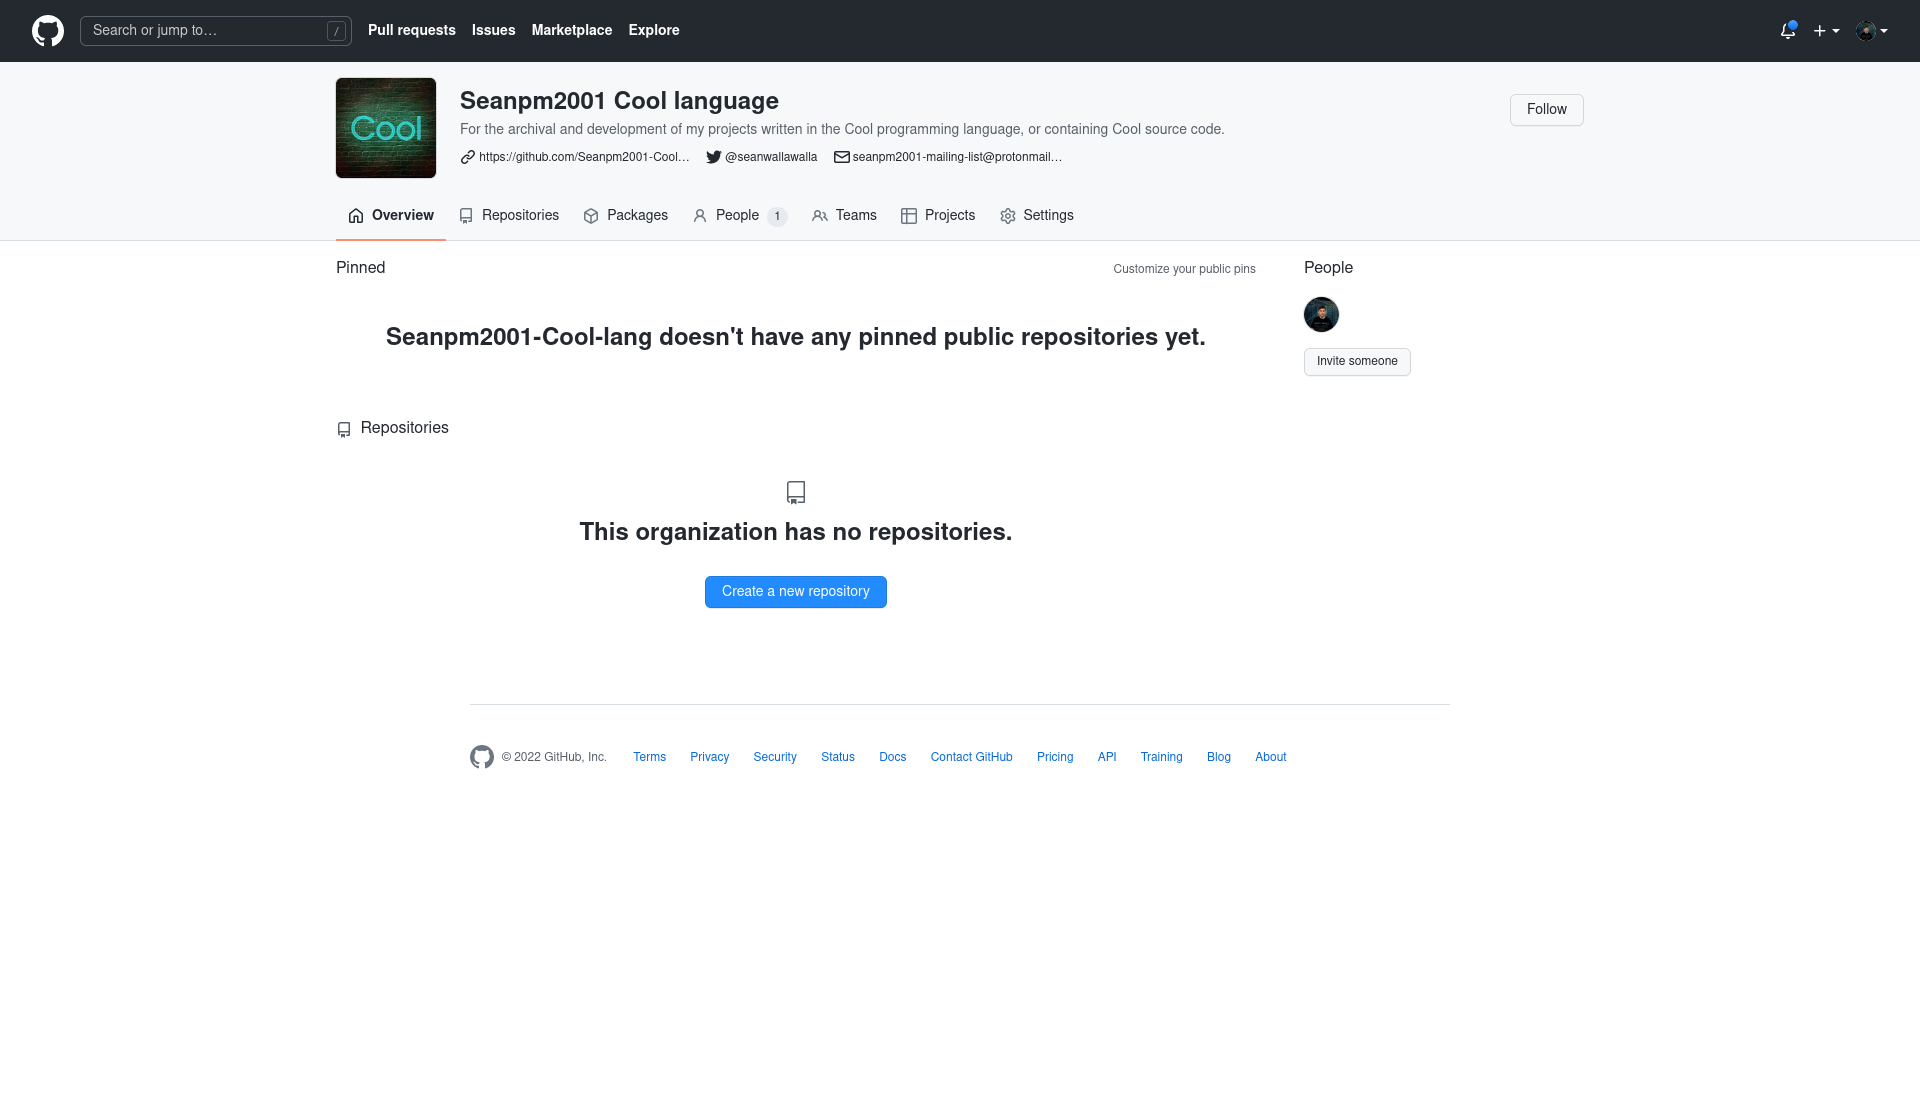 Search or jump to…
/
Pull requests Issues Marketplace Explore
Cool
Seanpm2001 Cool language
For the archival and development of my projects written in the Cool programming language, or containing Cool source code.
https://github.com/Seanpm2001-Cool… @seanwallawalla seanpm2001-mailing-list@protonmail…
Follow
Overview Repositories Packages People 1 Teams Projects Settings
Pinned
Customize your public pins
Seanpm2001-Cool-lang doesn't have any pinned public repositories yet.
People
Invite someone
Repositories
This organization has no repositories.
Create a new repository
© 2022 GitHub, Inc. Terms Privacy Security Status Docs Contact GitHub Pricing API Training Blog About